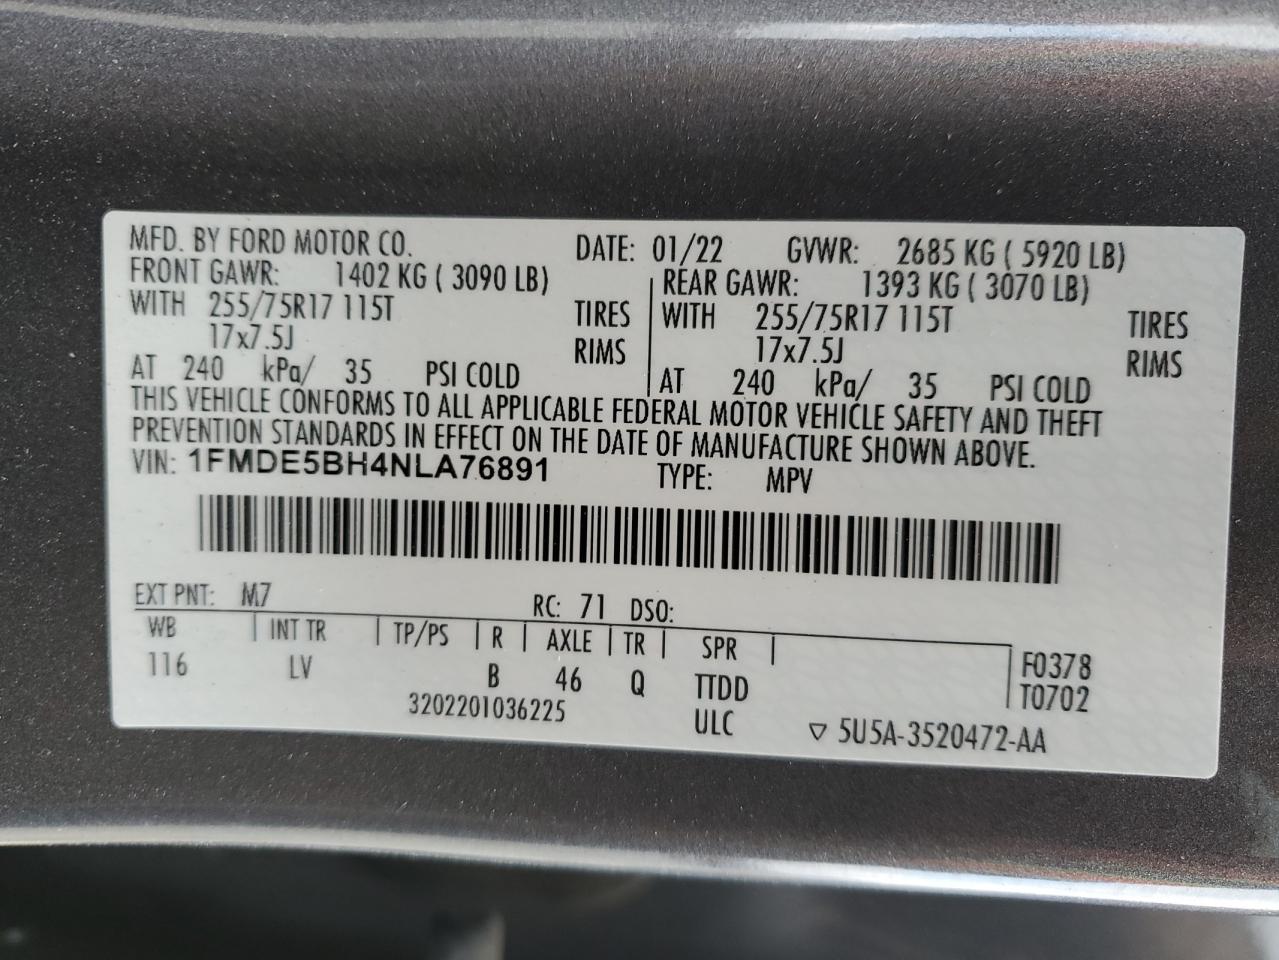 MFD. BY FORD MOTOR CO. DATE: 01/22 GVWR: 2685 KG ( 5920 LB)
FRONT GAWR: 1402 KG ( 3090 LB) REAR GAWR: 1393 KG ( 3070 LB)
WITH 255/75R17 115T TIRES WITH 255/75R17 115T TIRES
17x7.5J RIMS 17x7.5J RIMS
AT 240 kPa/ 35 PSI COLD AT 240 kPa/ 35 PSI COLD
THIS VEHICLE CONFORMS TO ALL APPLICABLE FEDERAL MOTOR VEHICLE SAFETY AND THEFT
PREVENTION STANDARDS IN EFFECT ON THE DATE OF MANUFACTURE SHOWN ABOVE.
VIN: 1FMDE5BH4NLA76891 TYPE: MPV
EXT PNT: M7 RC: 71 DSO:
WB INT TR TP/PS R AXLE TR SPR
116 LV B 46 Q TTDD F0378
3202201036225 ULC T0702
5U5A-3520472-AA